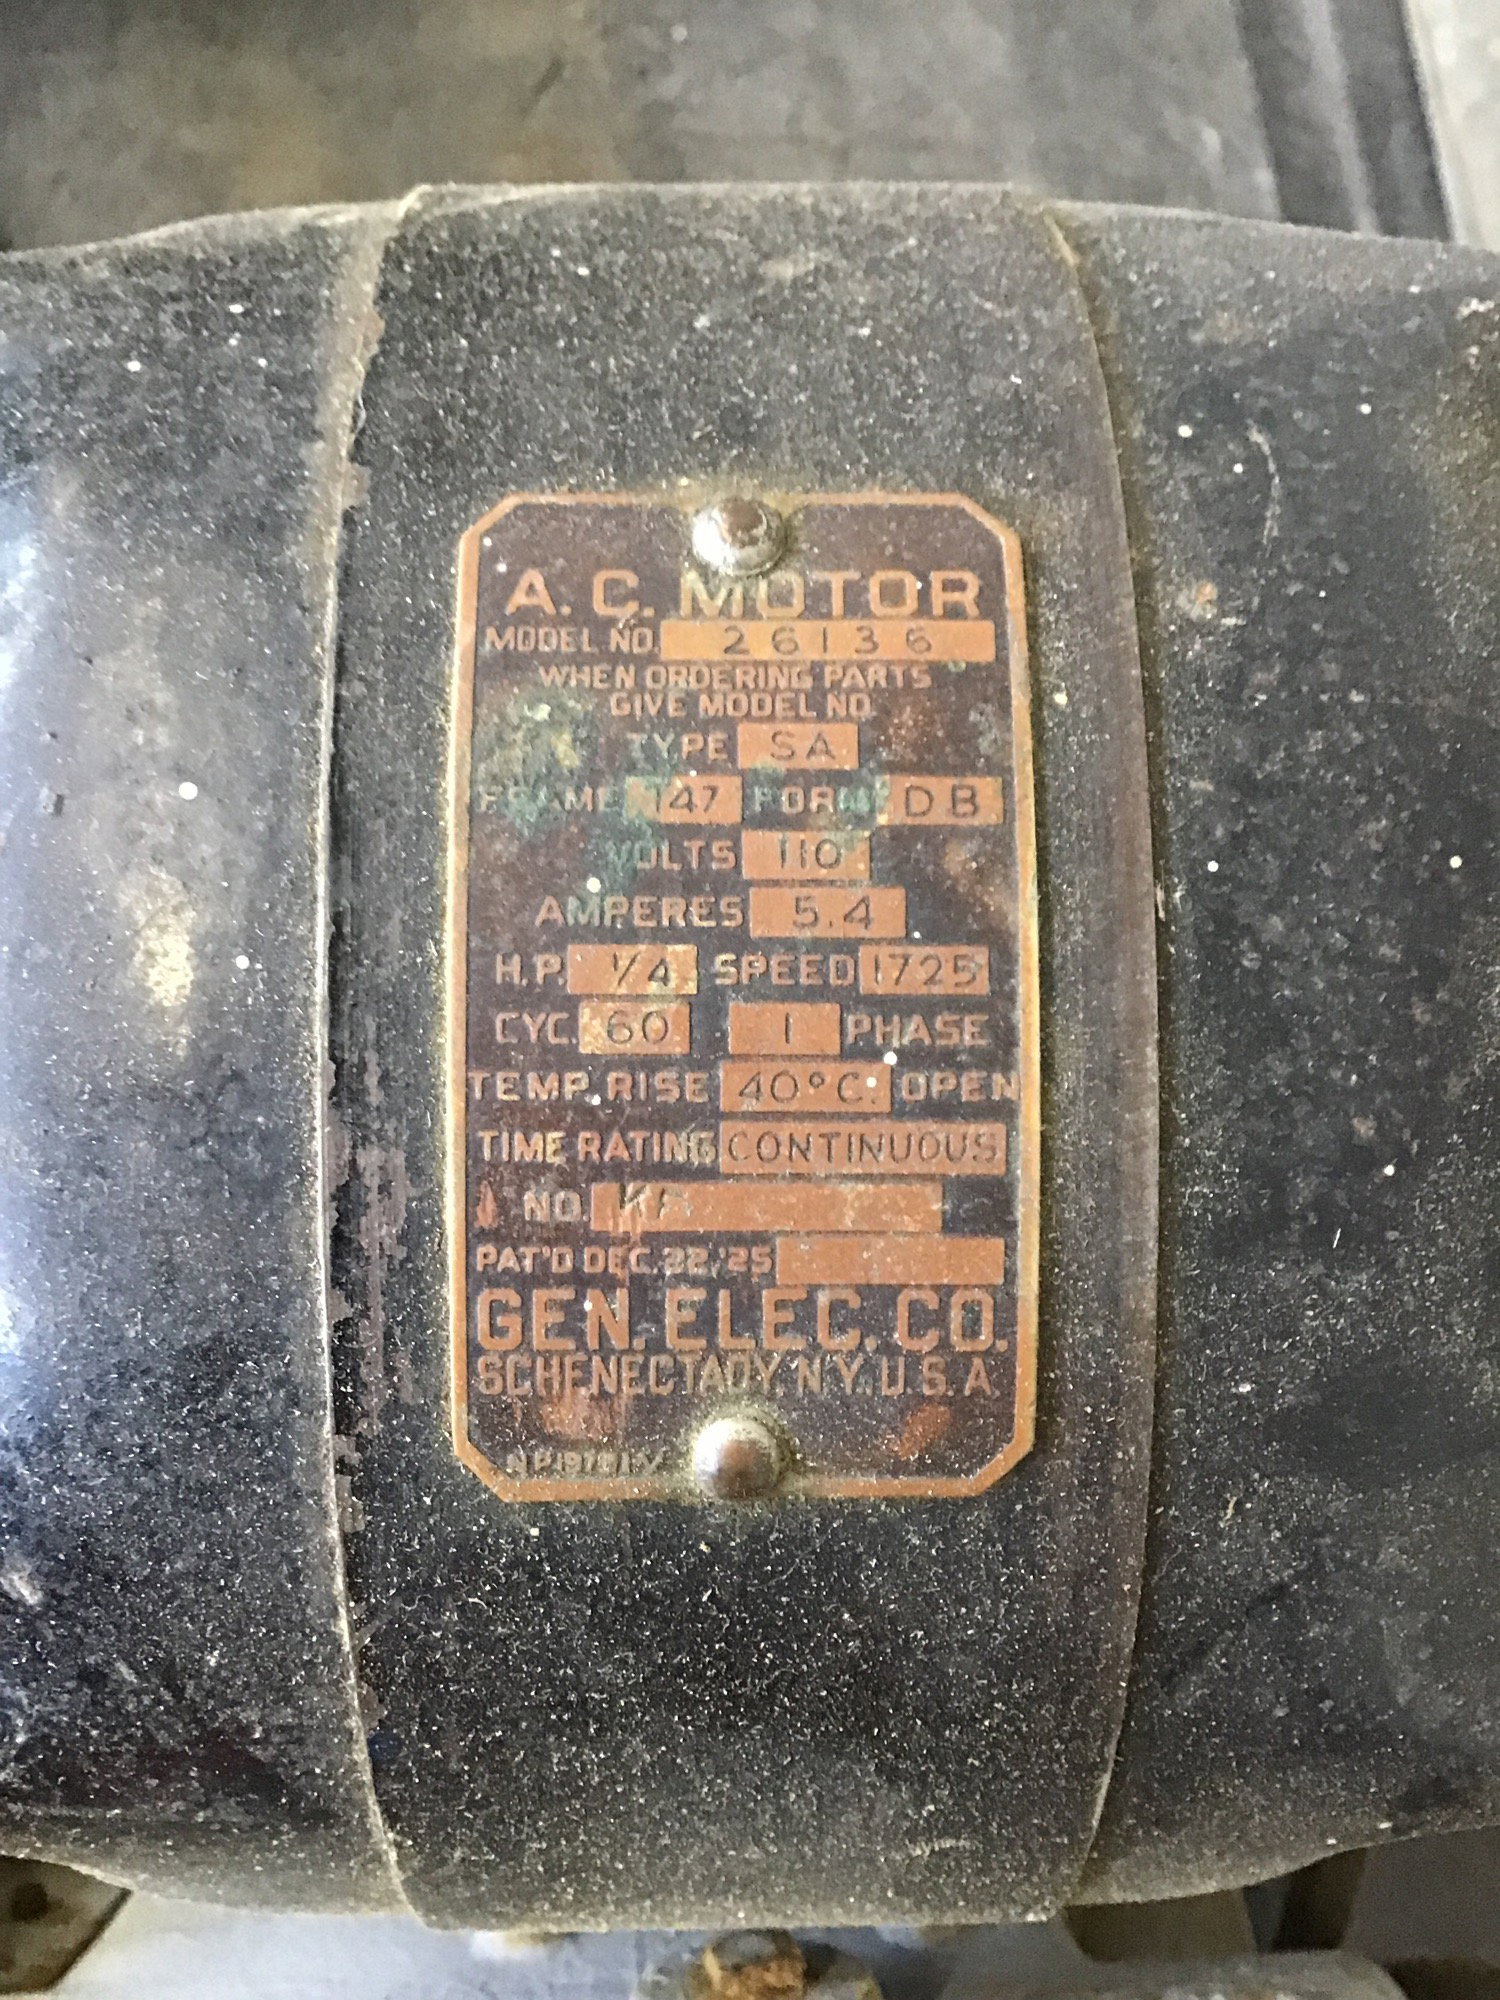 A. C. MOTOR
MODEL NO. 26136
WHEN ORDERING PARTS
GIVE MODEL NO.
TYPE SA
FRAME 147 FORM DB
VOLTS 110
AMPERES 5.4
H.P. 1/4 SPEED 1725
CYC. 60 1 PHASE
TEMP. RISE 40°C. OPEN
TIME RATING CONTINUOUS
NO.
PAT'D DEC. 22,'25
GEN. ELEC. CO.
SCHENECTADY, N.Y., U.S.A.